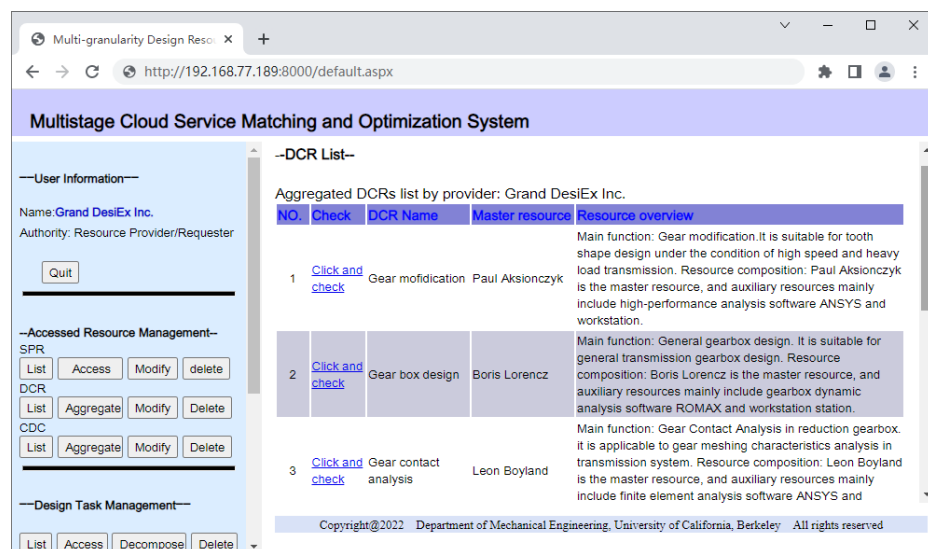 Multi-granularity Design Resou
http://192.168.77.189:8000/default.aspx
Multistage Cloud Service Matching and Optimization System
—User Information—
Name:Grand DesiEx Inc.
Authority: Resource Provider/Requester
Quit
--Accessed Resource Management--
SPR
List Access Modify delete
DCR
List Aggregate Modify Delete
CDC
List Aggregate Modify Delete
—Design Task Management—
List Access Decompose Delete
--DCR List--
Aggregated DCRs list by provider: Grand DesiEx Inc.
NO. Check DCR Name Master resource Resource overview
1 Click and check Gear mofidication Paul Aksionczyk
Main function: Gear modification.It is suitable for tooth
shape design under the condition of high speed and heavy
load transmission. Resource composition: Paul Aksionczyk
is the master resource, and auxiliary resources mainly
include high-performance analysis software ANSYS and
workstation.
2 Click and check Gear box design Boris Lorencz
Main function: General gearbox design. It is suitable for
general transmission gearbox design. Resource
composition: Boris Lorencz is the master resource, and
auxiliary resources mainly include gearbox dynamic
analysis software ROMAX and workstation station.
3 Click and check Gear contact analysis Leon Boyland
Main function: Gear Contact Analysis in reduction gearbox.
it is applicable to gear meshing characteristics analysis in
transmission system. Resource composition: Leon Boyland
is the master resource, and auxiliary resources mainly
include finite element analysis software ANSYS and
Copyright@2022 Department of Mechanical Engineering, University of California, Berkeley All rights reserved